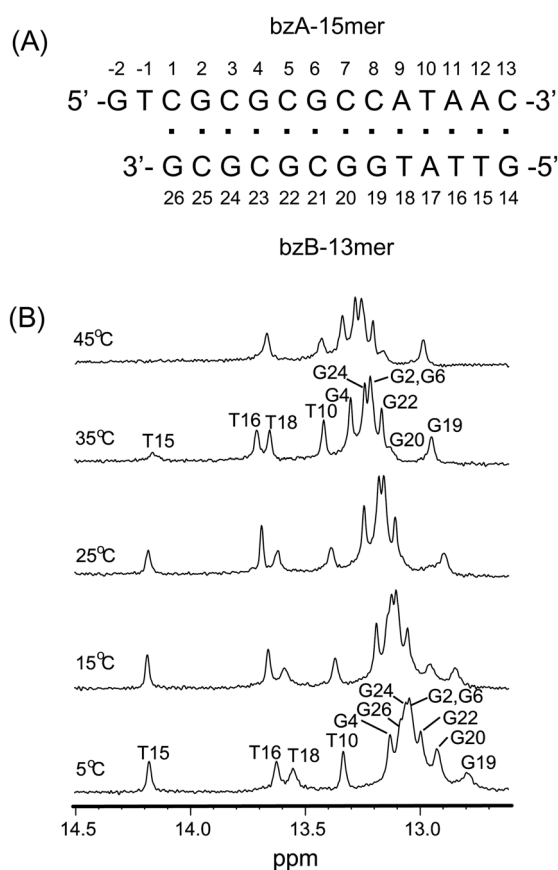 (A)
bzA-15mer
-2 -1 1 2 3 4 5 6 7 8 9 10 11 12 13
5’ -G T C G C G C G C C A T A A C -3’
3’- G C G C G C G G T A T T G -5’
26 25 24 23 22 21 20 19 18 17 16 15 14
bzB-13mer
(B)
45°C
G24 G2,G6
G4 G22
T10
T16 T18 G20 G19
35°C T15
25°C
15°C
G24 G2,G6
G26
G4 G22
T10 G20
T15 T16 T18 G19
5°C
14.5 14.0 13.5 13.0
ppm